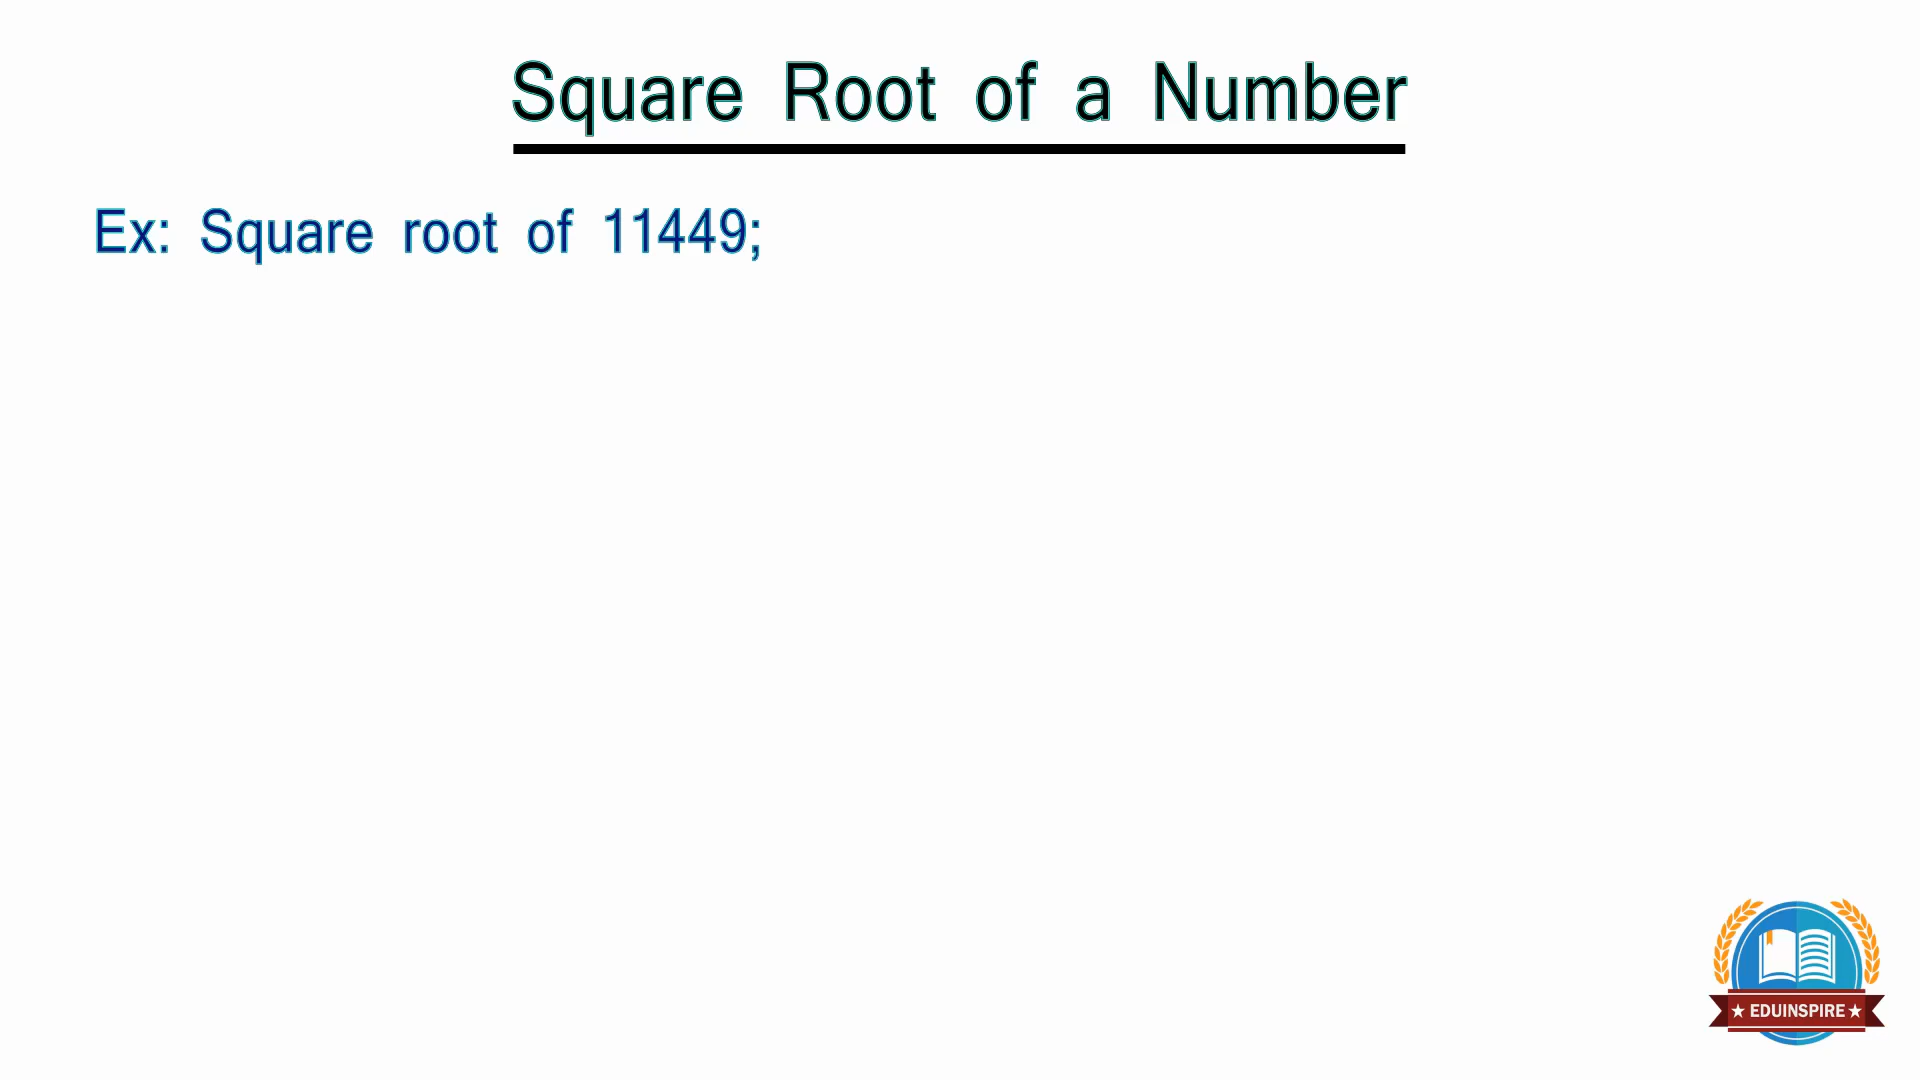 Square Root of a Number
Ex: Square root of 11449;
★ EDUINSPIRE ★